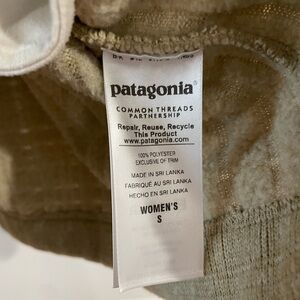 patagonia®
COMMON THREADS
PARTNERSHIP
Repair, Reuse, Recycle
This Product
www.patagonia.com
100% POLYESTER
EXCLUSIVE OF TRIM
MADE IN SRI LANKA
FABRIQUÉ AU SRI LANKA
HECHO EN SRI LANKA
WOMEN'S
S